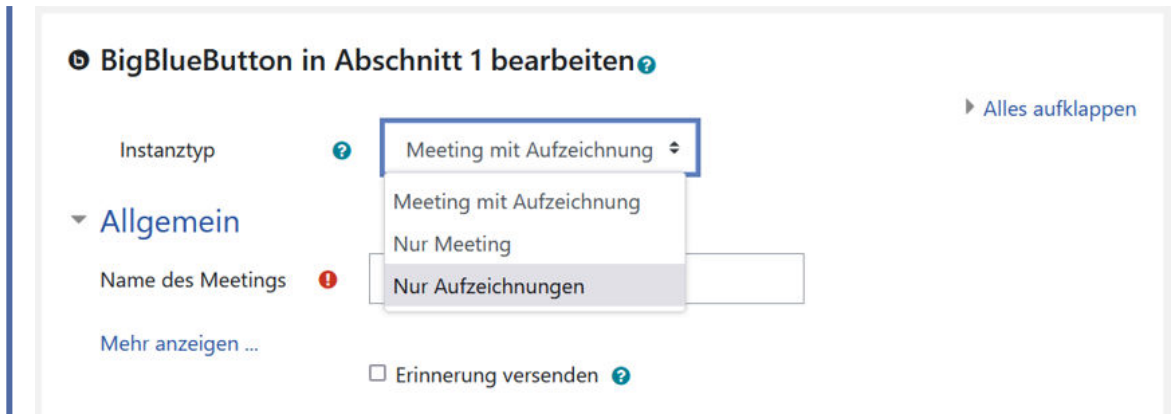 BigBlueButton in Abschnitt 1 bearbeiten
Alles aufklappen
Instanztyp
Meeting mit Aufzeichnung
Meeting mit Aufzeichnung
Nur Meeting
Nur Aufzeichnungen
Allgemein
Name des Meetings
Mehr anzeigen ...
Erinnerung versenden